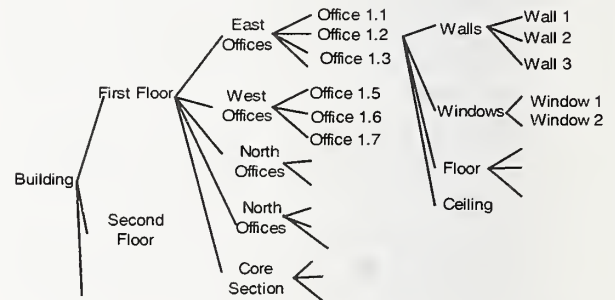 Building
First Floor
Second
Floor
East
Offices
West
Offices
North
Offices
North
Offices
Core
Section
Office 1.1
Office 1.2
Office 1.3
Office 1.5
Office 1.6
Office 1.7
Walls
Windows
Floor
Ceiling
Wall 1
Wall 2
Wall 3
Window 1
Window 2